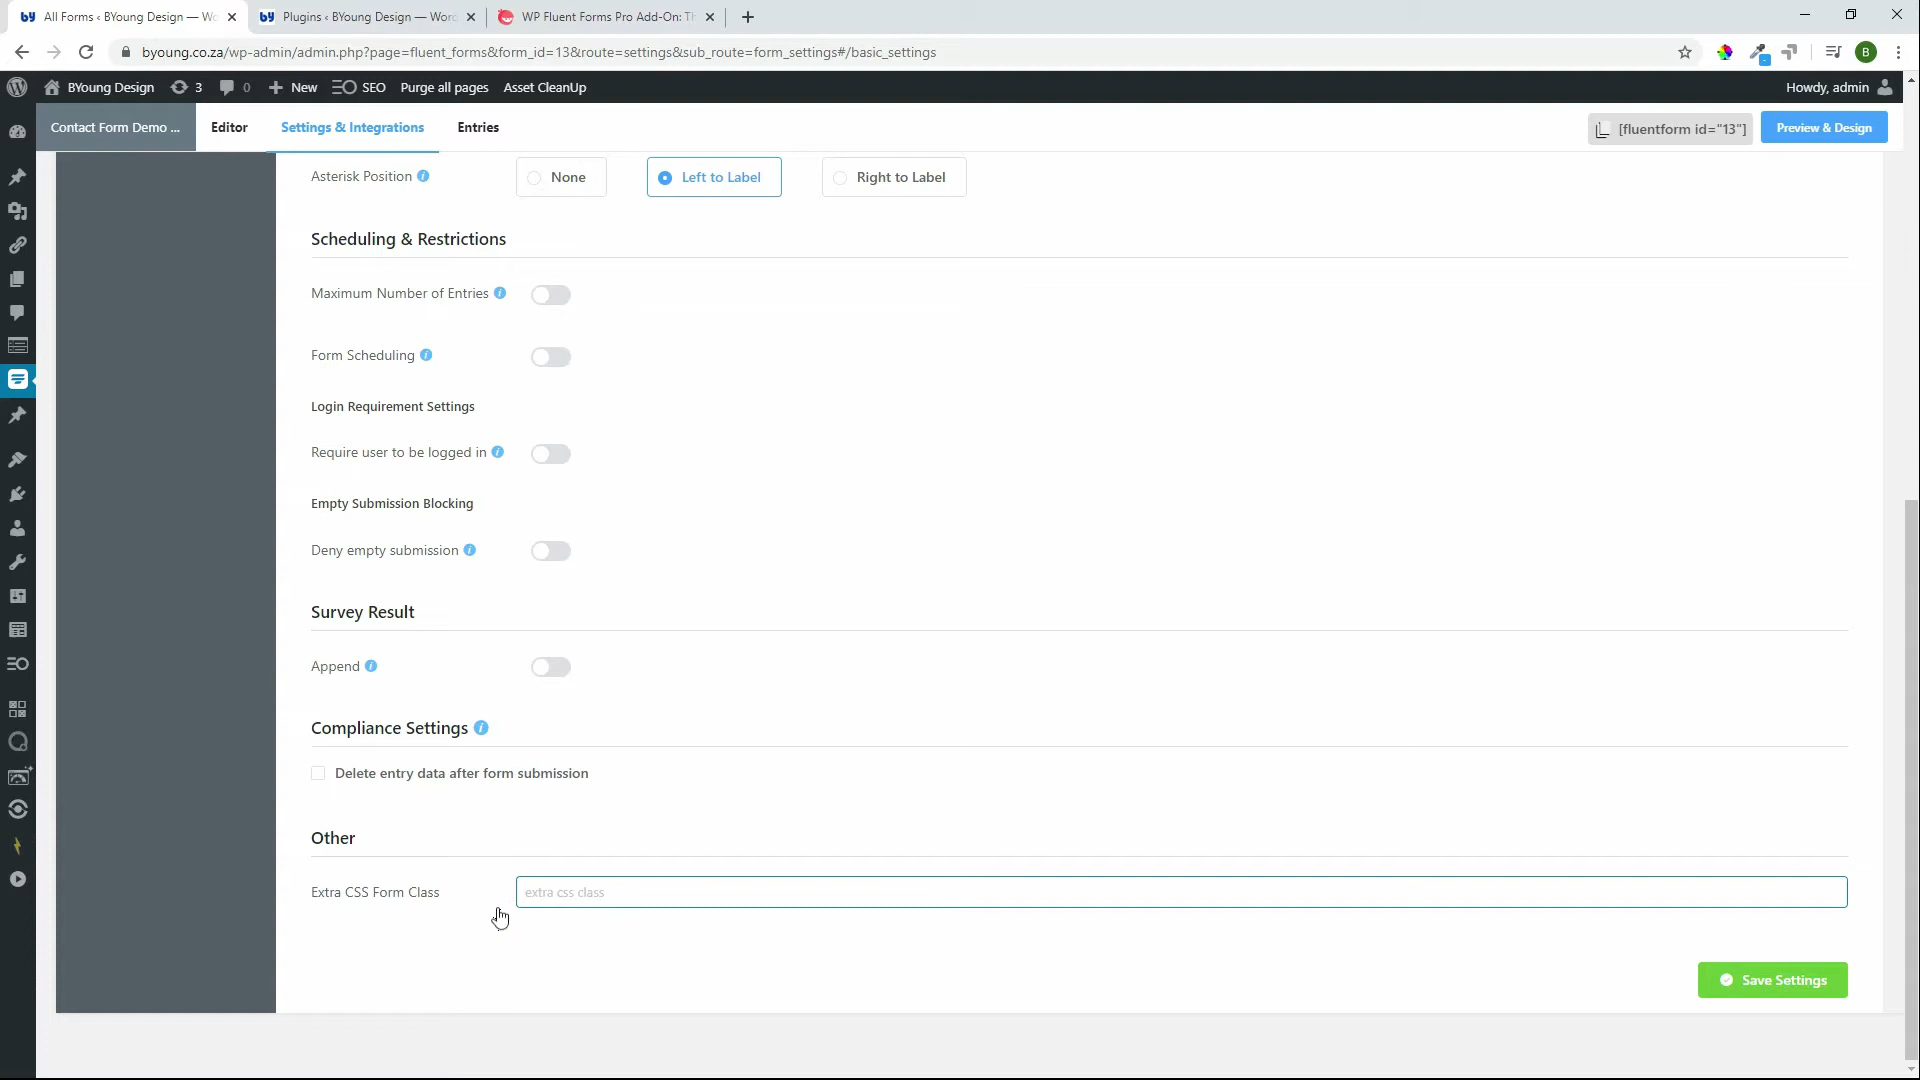 by All Forms ‹ BYoung Design — Wo
by Plugins ‹ BYoung Design — Word
WP Fluent Forms Pro Add-On: Th
byoung.co.za/wp-admin/admin.php?page=fluent_forms&form_id=13&route=settings&sub_route=form_settings#/basic_settings
B
BYoung Design 3 0 New SEO Purge all pages Asset CleanUp Howdy, admin
Contact Form Demo ... Editor Settings & Integrations Entries [fluentform id="13"] Preview & Design
Asterisk Position None Left to Label Right to Label
Scheduling & Restrictions
Maximum Number of Entries
Form Scheduling
Login Requirement Settings
Require user to be logged in
Empty Submission Blocking
Deny empty submission
Survey Result
Append
Compliance Settings
Delete entry data after form submission
Other
Extra CSS Form Class extra css class
Save Settings